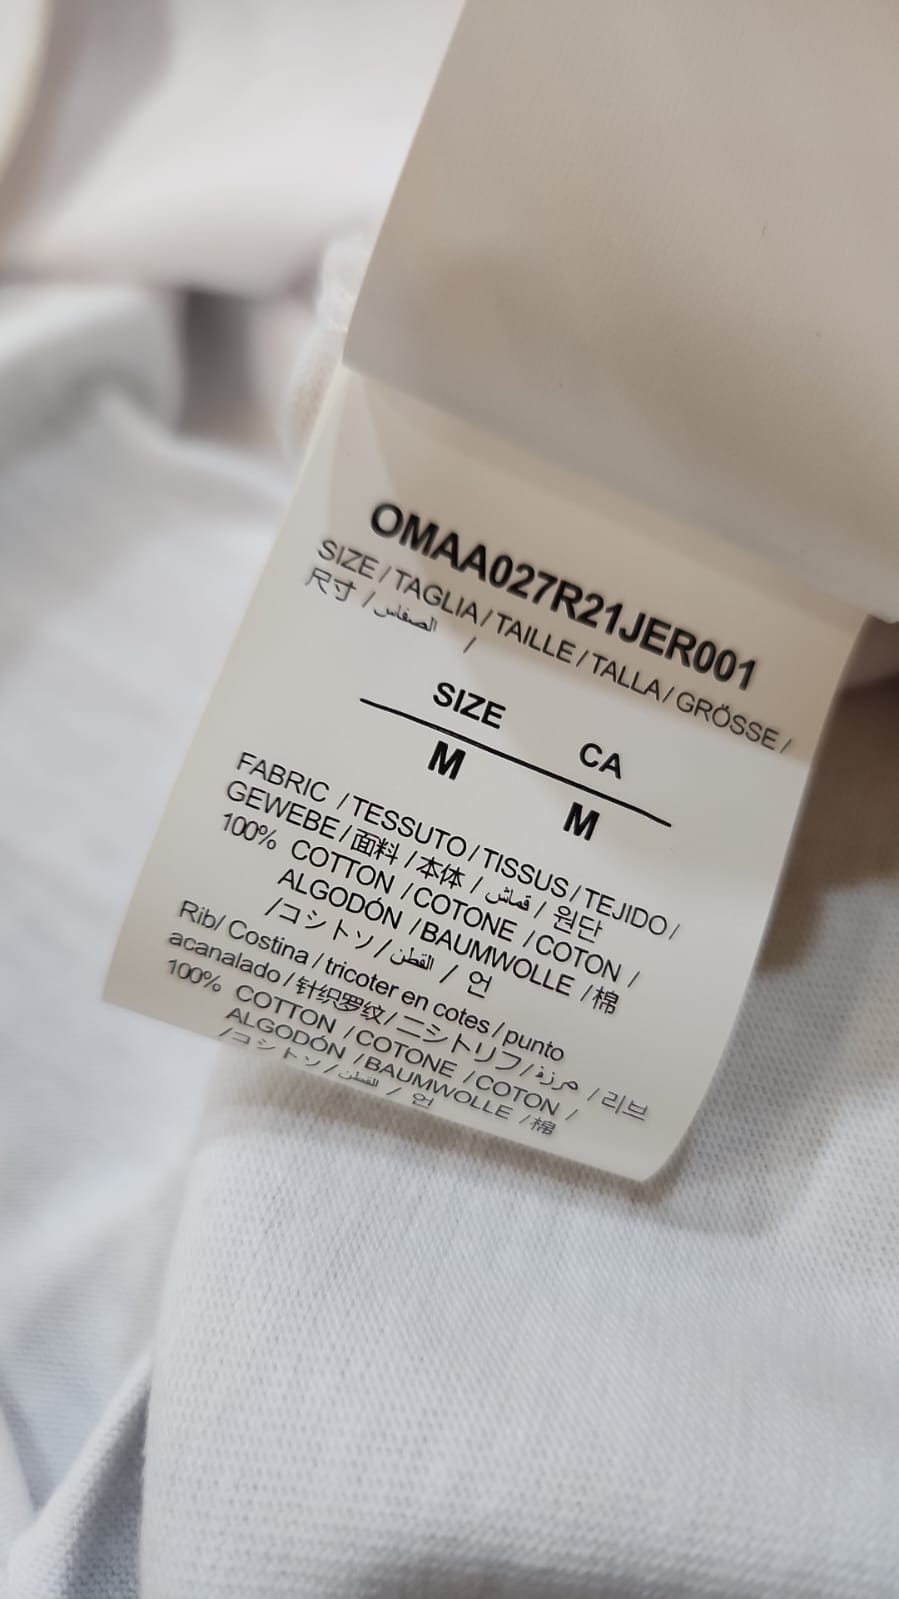 OMAA027R21JER001
SIZE/TAGLIA/TAILLE/TALLA/GRÖSSE/
尺寸/الصفاس
/
SIZE CA
M M
FABRIC /TESSUTO/TISSUS/TEJIDO/
GEWEBE/面料/本体/قماش/원단
100% COTTON /COTONE /COTON /
ALGODÓN /BAUMWOLLE /棉
/コシトン/القطن/ 언
Rib/ Costina/tricoter en cotes/punto
acanalado/针织罗纹/ニシトリフ/مرزة/리브
100% COTTON /COTONE /COTON /
ALGODÓN /BAUMWOLLE /棉
/コシトン/القطن/ 언